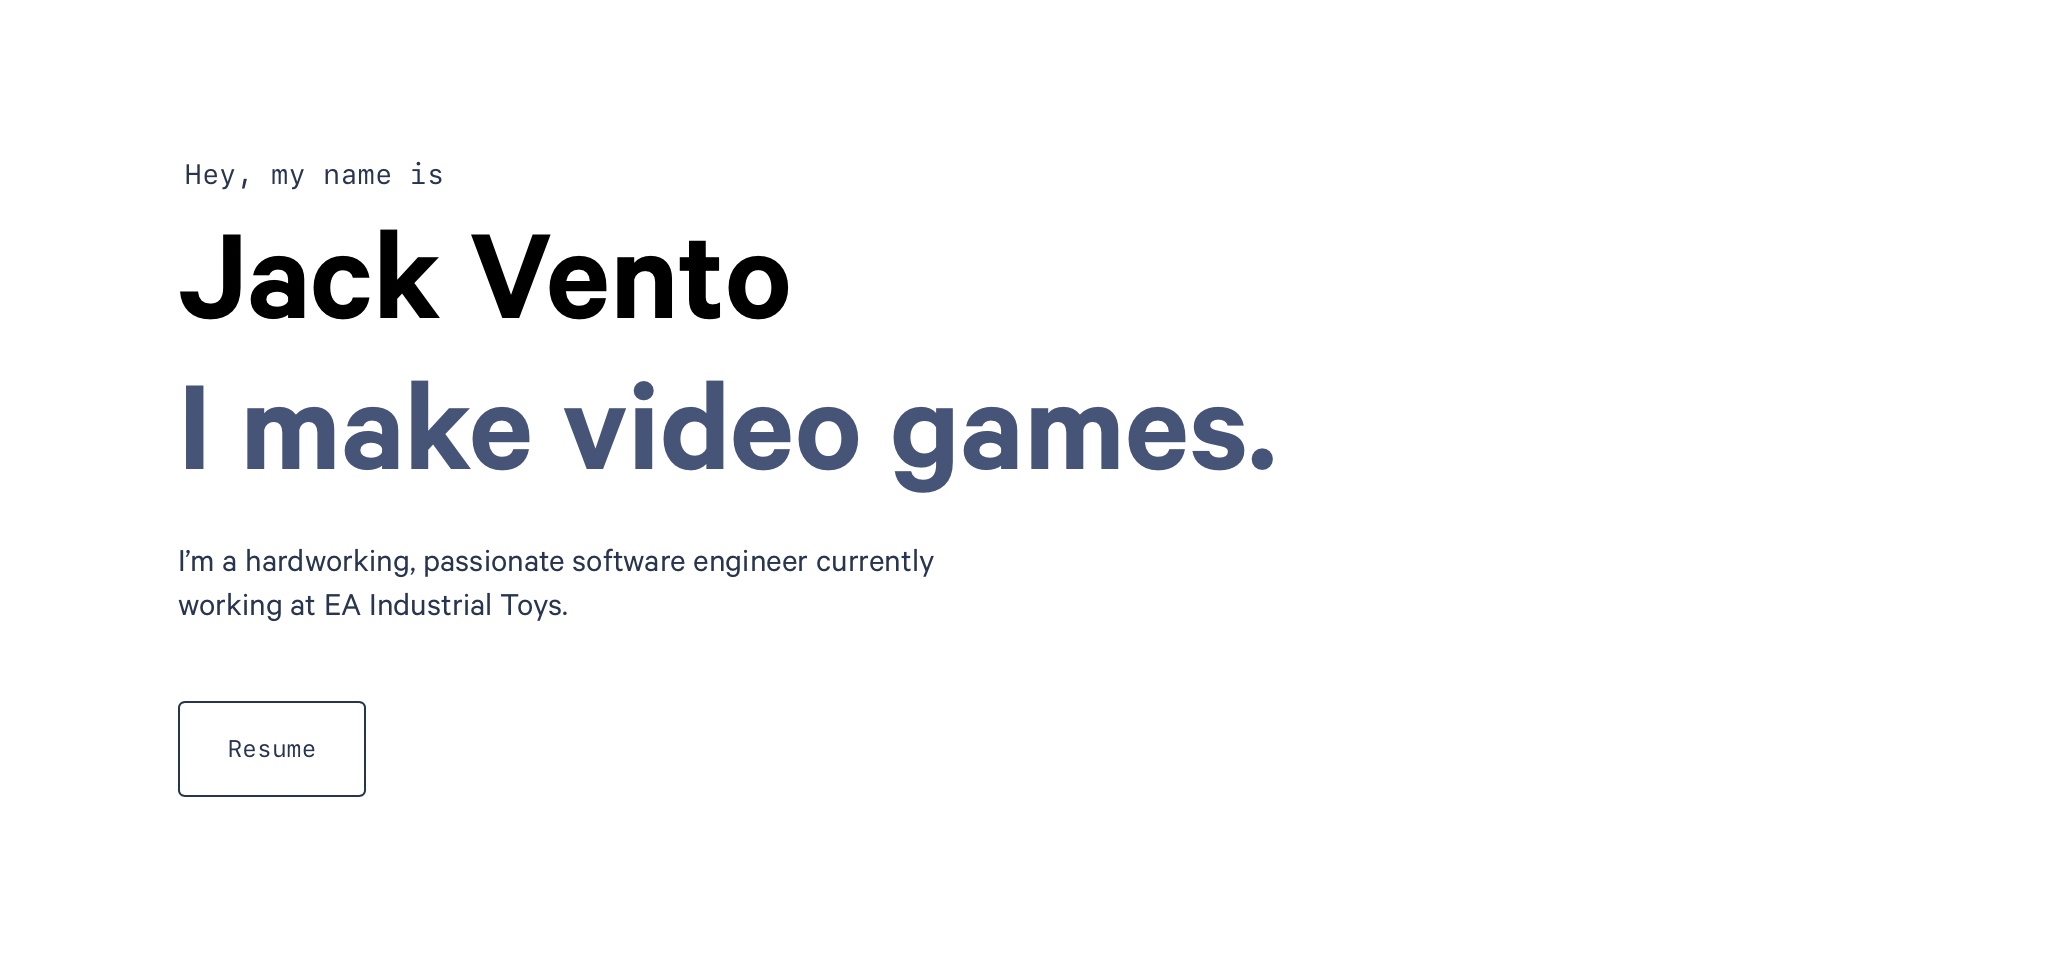 Hey, my name is
Jack Vento
I make video games.
I’m a hardworking, passionate software engineer currently
working at EA Industrial Toys.
Resume